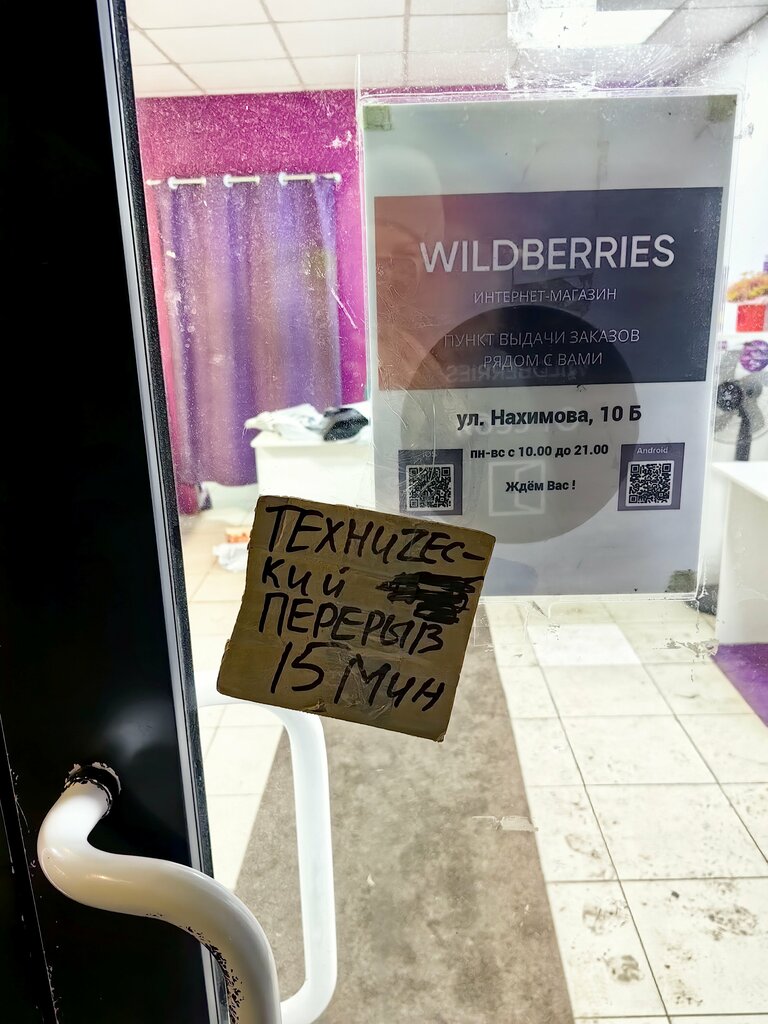 WILDBERRIES
ИНТЕРНЕТ-МАГАЗИН
ПУНКТ ВЫДАЧИ ЗАКАЗОВ
РЯДОМ С ВАМИ
ул. Нахимова, 10 Б
пн-вс с 10.00 до 21.00
iOS
Android
Ждём Вас !
ТЕХНИЧЕС-
КИЙ
ПЕРЕРЫВ
15 МИН